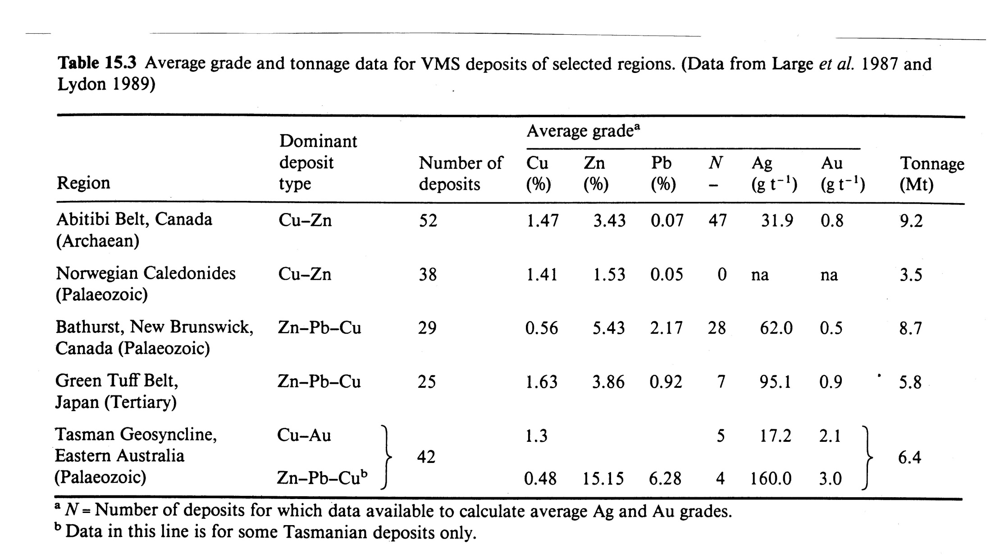 Table 15.3 Average grade and tonnage data for VMS deposits of selected regions. (Data from Large et al. 1987 and
Lydon 1989)
Average gradeᵃ
Dominant
deposit Number of Cu Zn Pb N Ag Au Tonnage
Region type deposits (%) (%) (%) – (g t⁻¹) (g t⁻¹) (Mt)
Abitibi Belt, Canada Cu–Zn 52 1.47 3.43 0.07 47 31.9 0.8 9.2
(Archaean)
Norwegian Caledonides Cu–Zn 38 1.41 1.53 0.05 0 na na 3.5
(Palaeozoic)
Bathurst, New Brunswick, Zn–Pb–Cu 29 0.56 5.43 2.17 28 62.0 0.5 8.7
Canada (Palaeozoic)
Green Tuff Belt, Zn–Pb–Cu 25 1.63 3.86 0.92 7 95.1 0.9 5.8
Japan (Tertiary)
Tasman Geosyncline, Cu–Au 1.3 5 17.2 2.1
Eastern Australia 42 6.4
(Palaeozoic) Zn–Pb–Cuᵇ 0.48 15.15 6.28 4 160.0 3.0
ᵃ N = Number of deposits for which data available to calculate average Ag and Au grades.
ᵇ Data in this line is for some Tasmanian deposits only.